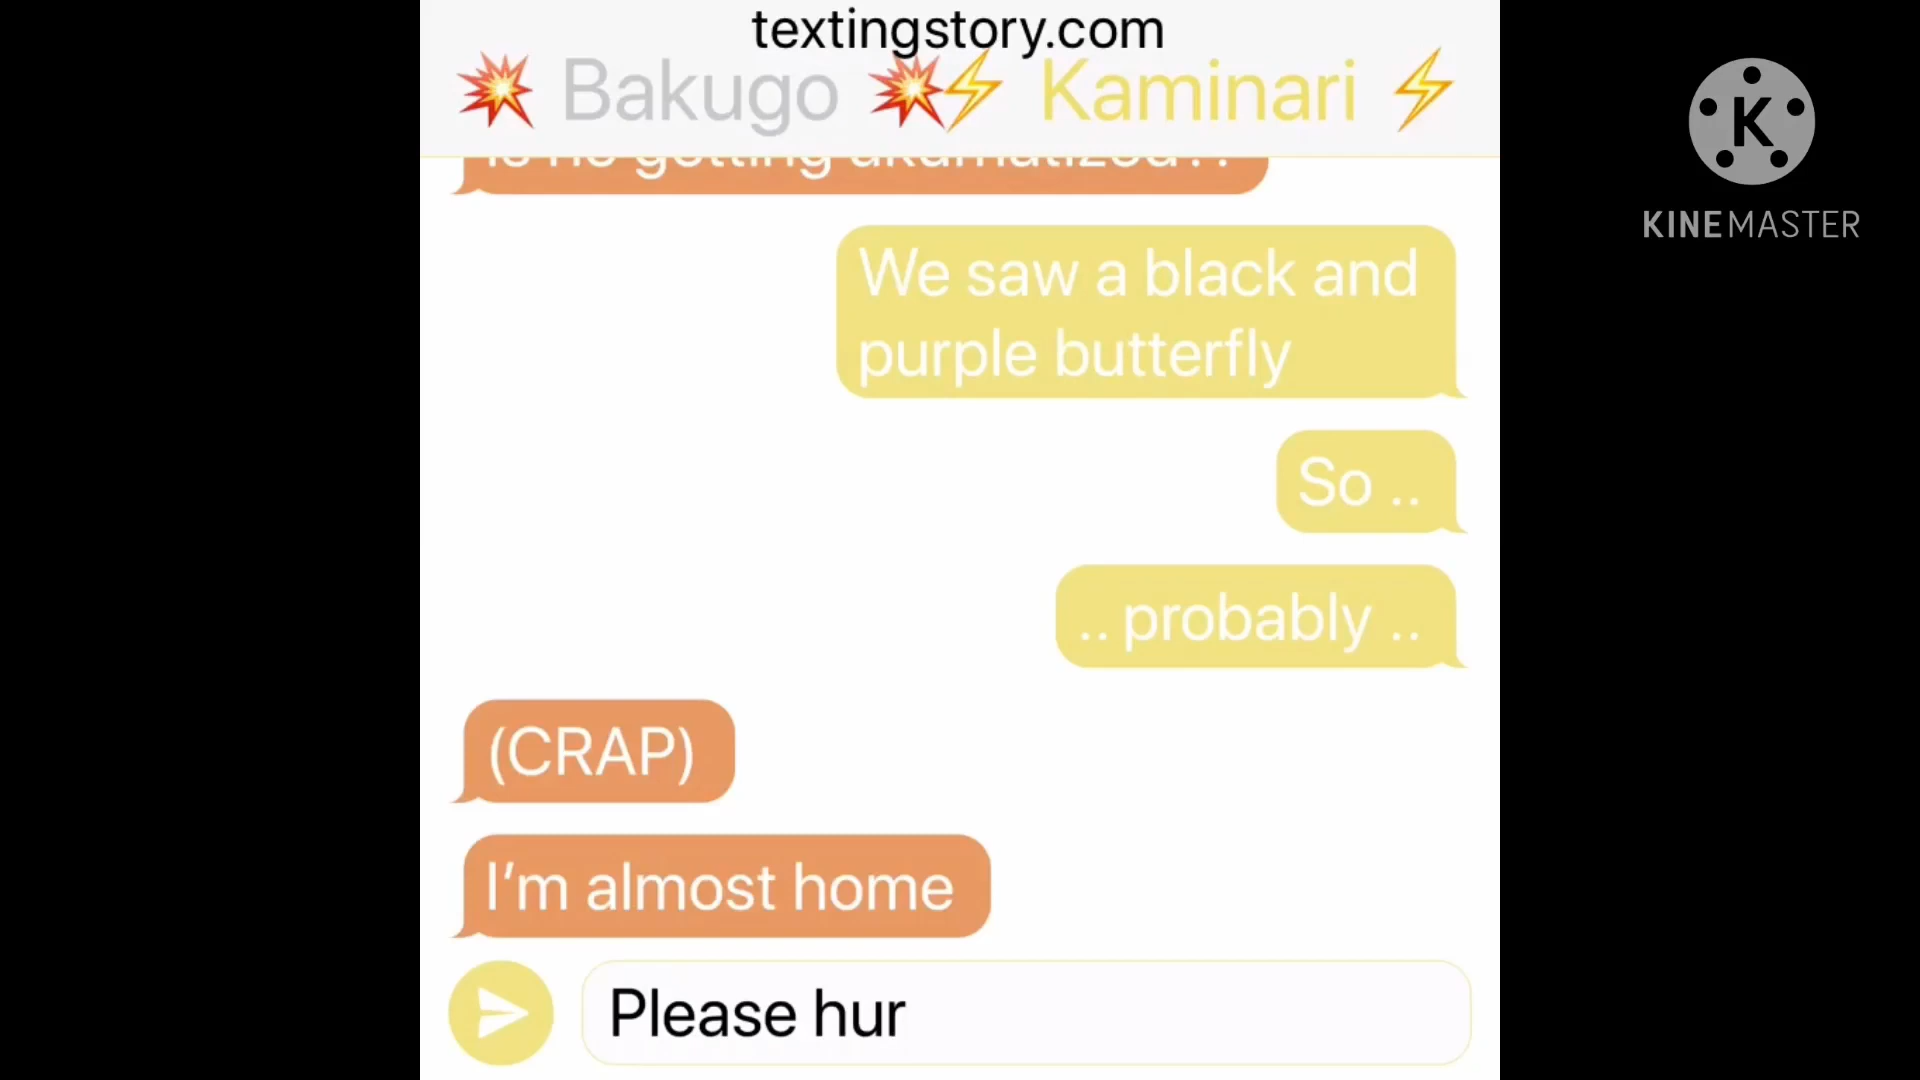 textingstory.com
💥 Bakugo 💥⚡ Kaminari ⚡
K
KINEMASTER
is he getting akumatized??
We saw a black and
purple butterfly
So ..
.. probably ..
(CRAP)
I'm almost home
Please hur